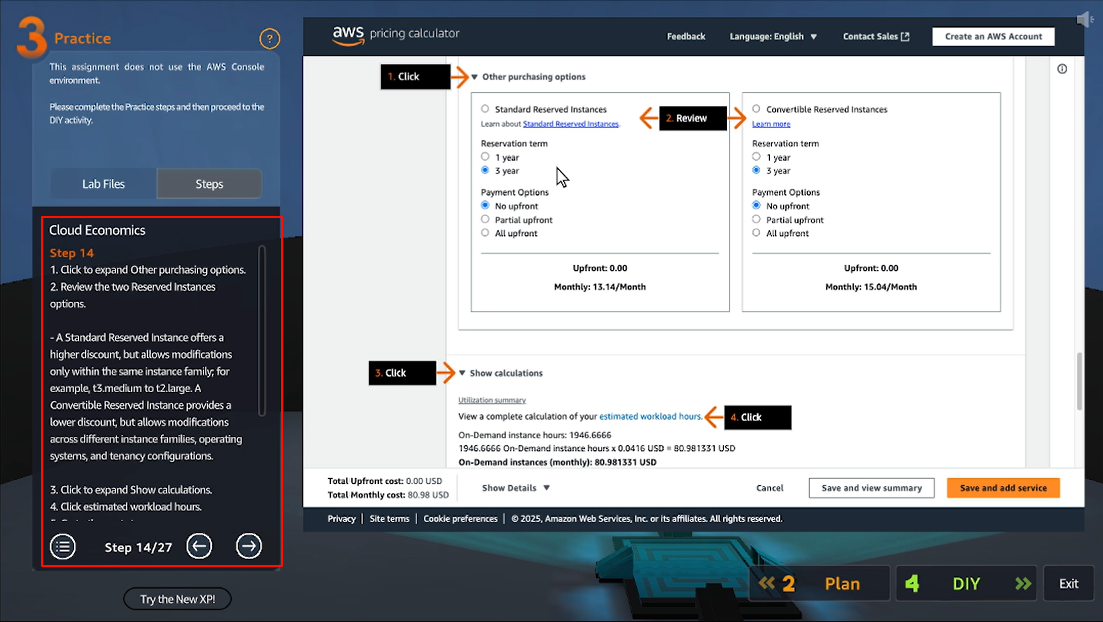 3 Practice
?
This assignment does not use the AWS Console
environment.
Please complete the Practice steps and then proceed to the
DIY activity.
Lab Files
Steps
Cloud Economics
Step 14
1. Click to expand Other purchasing options.
2. Review the two Reserved Instances
options.
- A Standard Reserved Instance offers a
higher discount, but allows modifications
only within the same instance family; for
example, t3.medium to t2.large. A
Convertible Reserved Instance provides a
lower discount, but allows modifications
across different instance families, operating
systems, and tenancy configurations.
3. Click to expand Show calculations.
4. Click estimated workload hours.
Step 14/27
Try the New XP!
aws pricing calculator
Feedback
Language: English
Contact Sales
Create an AWS Account
1. Click
Other purchasing options
Standard Reserved Instances
Learn about Standard Reserved Instances.
Reservation term
1 year
3 year
Payment Options
No upfront
Partial upfront
All upfront
Upfront: 0.00
Monthly: 13.14/Month
2. Review
Convertible Reserved Instances
Learn more
Reservation term
1 year
3 year
Payment Options
No upfront
Partial upfront
All upfront
Upfront: 0.00
Monthly: 15.04/Month
3. Click
Show calculations
Utilization summary
View a complete calculation of your estimated workload hours.
4. Click
On-Demand instance hours: 1946.6666
1946.6666 On-Demand instance hours x 0.0416 USD = 80.981331 USD
On-Demand instances (monthly): 80.981331 USD
Total Upfront cost: 0.00 USD
Total Monthly cost: 80.98 USD
Show Details
Cancel
Save and view summary
Save and add service
Privacy | Site terms | Cookie preferences | © 2025, Amazon Web Services, Inc. or its affiliates. All rights reserved.
2 Plan
4 DIY
Exit